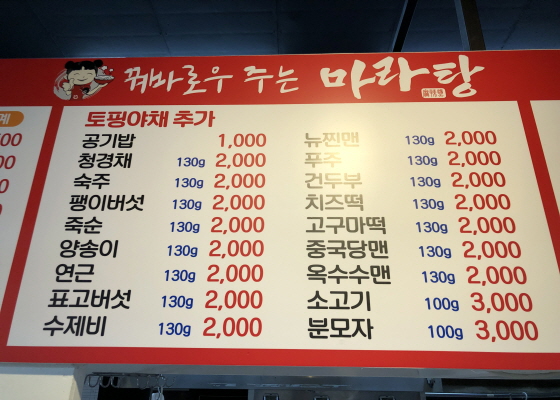 꿔바로우 주는 마라탕
계
토핑야채 추가
공기밥 1,000
청경채 130g 2,000
숙주 130g 2,000
팽이버섯 130g 2,000
죽순 130g 2,000
양송이 130g 2,000
연근 130g 2,000
표고버섯 130g 2,000
수제비 130g 2,000
뉴찐맨 130g 2,000
푸주 130g 2,000
건두부 130g 2,000
치즈떡 130g 2,000
고구마떡 130g 2,000
중국당맨 130g 2,000
옥수수맨 130g 2,000
소고기 100g 3,000
분모자 100g 3,000